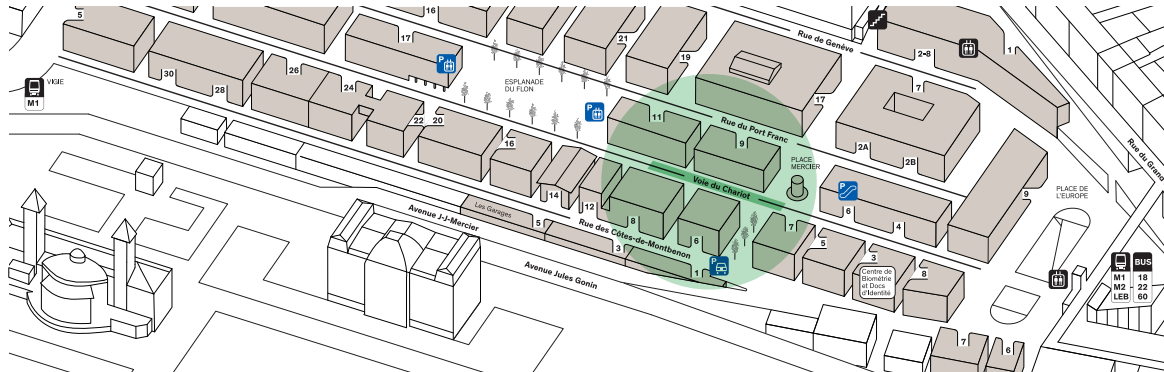 16
5
17
21
Rue de Genève
2-8
1
P
19
VIGIE
M1
30
28
26
24
22
20
ESPLANADE
DU FLON
P
11
Rue du Port Franc
17
7
9
2A
2B
PLACE
MERCIER
Rue du Grand
16
14
12
Voie du Chariot
P
6
4
9
PLACE DE
L'EUROPE
Les Garages
Avenue J-J-Mercier
5
Rue des Côtes-de-Montbenon
8
6
7
5
3
3
1
P
Centre de
Biométrie
et Docs
d'Identité
8
Avenue Jules Gonin
BUS
M1 18
M2 22
LEB 60
7
6